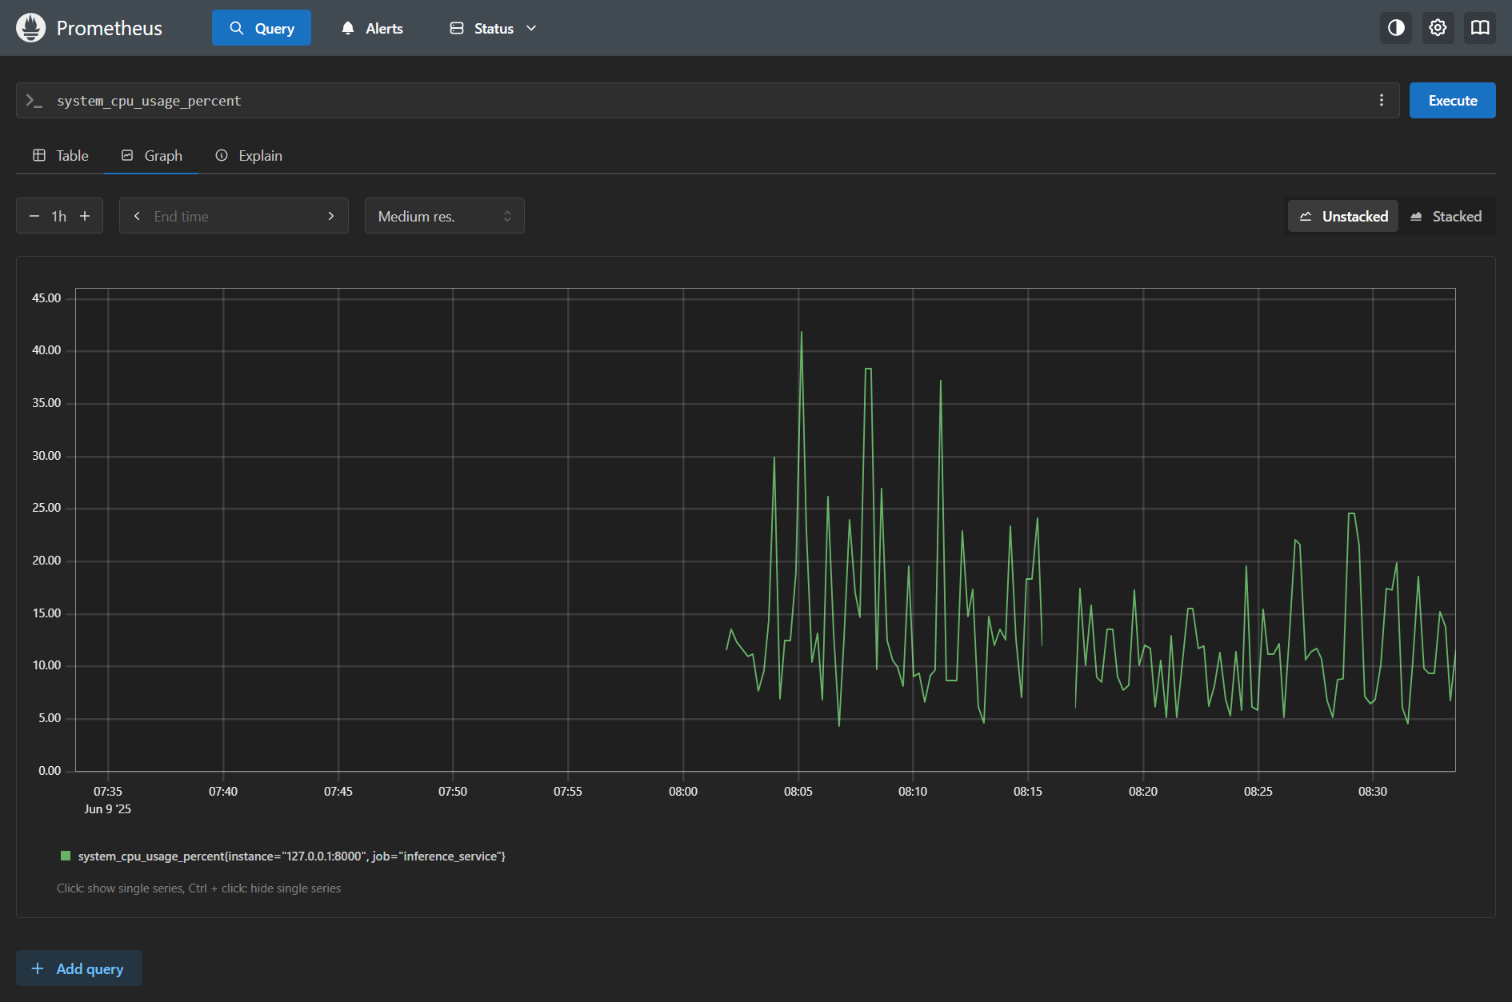 Prometheus Query Alerts Status
system_cpu_usage_percent Execute
Table Graph Explain
1h End time Medium res. Unstacked Stacked
45.00
40.00
35.00
30.00
25.00
20.00
15.00
10.00
5.00
0.00
07:35 07:40 07:45 07:50 07:55 08:00 08:05 08:10 08:15 08:20 08:25 08:30
Jun 9 '25
system_cpu_usage_percent{instance="127.0.0.1:8000", job="inference_service"}
Click: show single series, Ctrl + click: hide single series
Add query